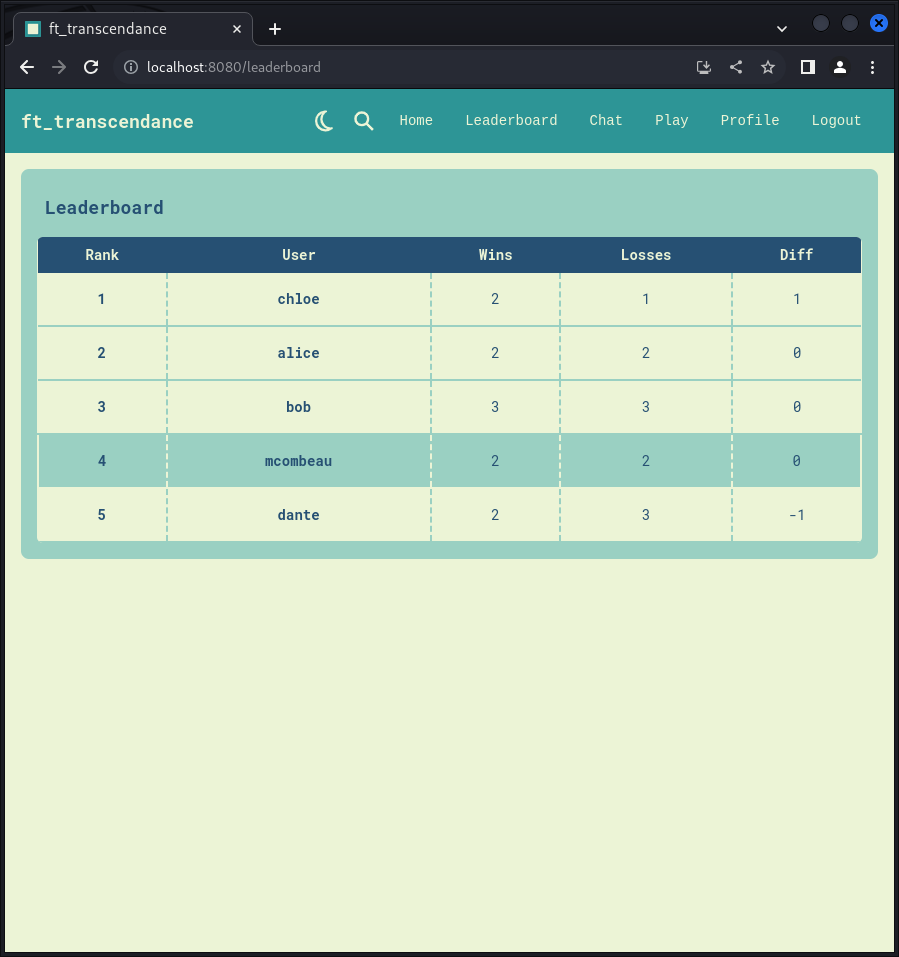 ft_transcendance
localhost:8080/leaderboard
ft_transcendance Home Leaderboard Chat Play Profile Logout
Leaderboard
Rank User Wins Losses Diff
1 chloe 2 1 1
2 alice 2 2 0
3 bob 3 3 0
4 mcombeau 2 2 0
5 dante 2 3 -1